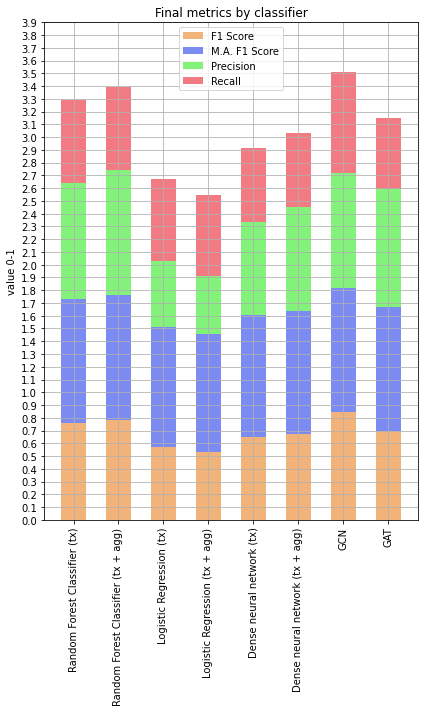 Final metrics by classifier
F1 Score
M.A. F1 Score
Precision
Recall
value 0-1
3.9
3.8
3.7
3.6
3.5
3.4
3.3
3.2
3.1
3.0
2.9
2.8
2.7
2.6
2.5
2.4
2.3
2.2
2.1
2.0
1.9
1.8
1.7
1.6
1.5
1.4
1.3
1.2
1.1
1.0
0.9
0.8
0.7
0.6
0.5
0.4
0.3
0.2
0.1
0.0
Random Forest Classifier (tx)
Random Forest Classifier (tx + agg)
Logistic Regression (tx)
Logistic Regression (tx + agg)
Dense neural network (tx)
Dense neural network (tx + agg)
GCN
GAT